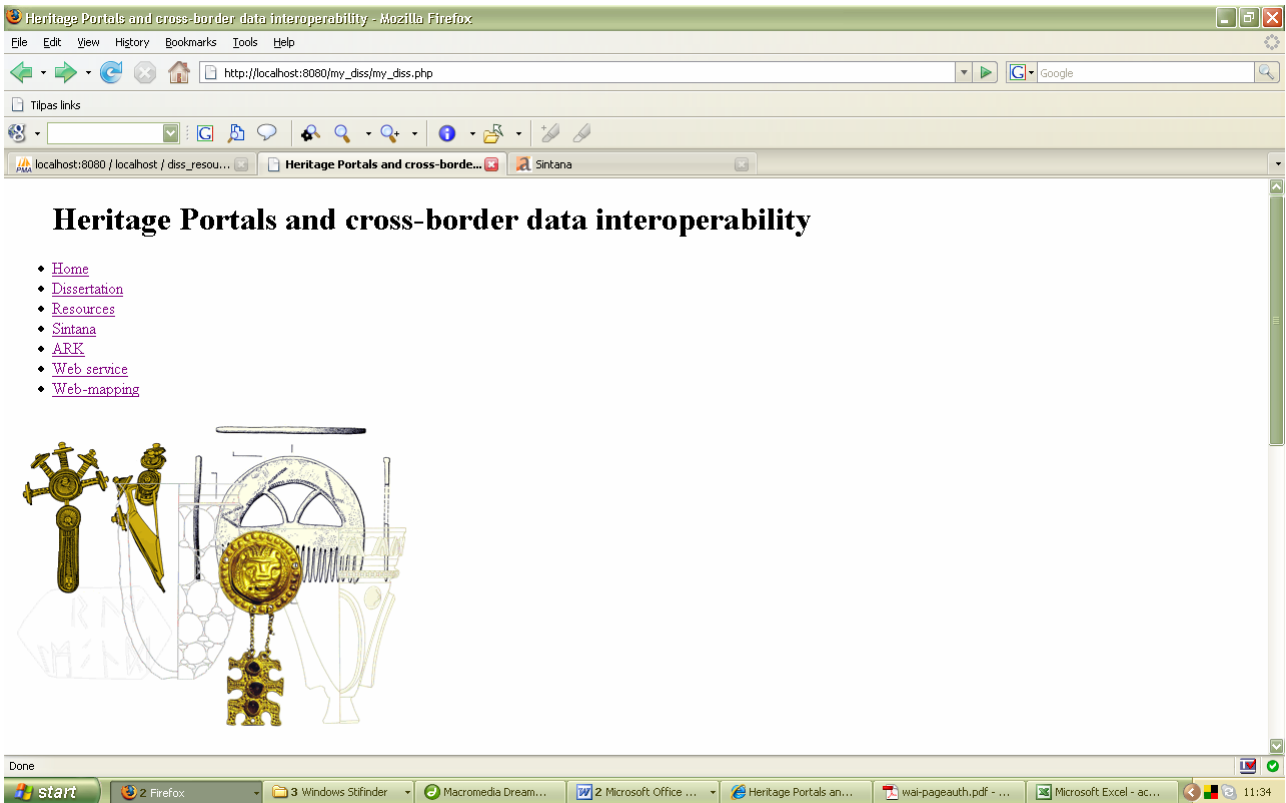 Heritage Portals and cross-border data interoperability - Mozilla Firefox
File Edit View History Bookmarks Tools Help
http://localhost:8080/my_diss/my_diss.php
G Google
Tilpas links
localhost:8080 / localhost / diss_resou...
Heritage Portals and cross-borde...
Sintana
Heritage Portals and cross-border data interoperability
Home
Dissertation
Resources
Sintana
ARK
Web service
Web-mapping
Done
start
2 Firefox
3 Windows Stifinder
Macromedia Dream...
2 Microsoft Office ...
Heritage Portals an...
wai-pageauth.pdf - ...
Microsoft Excel - ac...
11:34